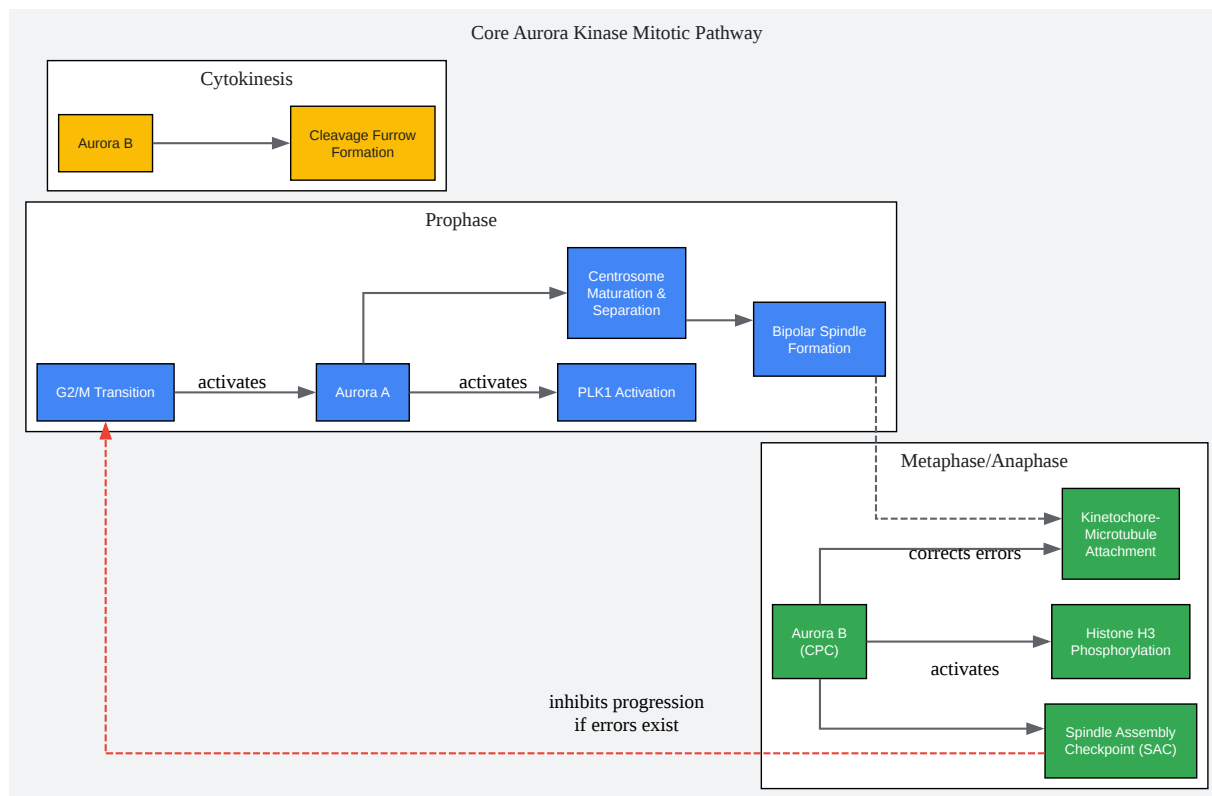 Core Aurora Kinase Mitotic Pathway
Cytokinesis
Aurora B
Cleavage Furrow
Formation
Prophase
Centrosome
Maturation &
Separation
Bipolar Spindle
Formation
G2/M Transition
activates
Aurora A
activates
PLK1 Activation
Metaphase/Anaphase
Kinetochore-
Microtubule
Attachment
corrects errors
Aurora B
(CPC)
Histone H3
Phosphorylation
activates
inhibits progression
if errors exist
Spindle Assembly
Checkpoint (SAC)